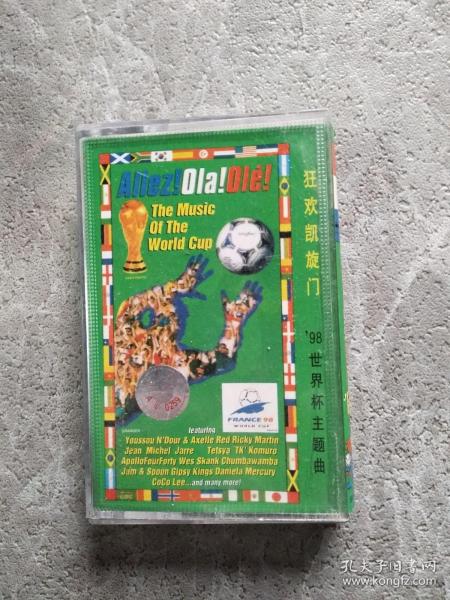 Allez!Ola!Olé!
The Music
Of The
World Cup
FRANCE 98
WORLD CUP
featuring
Youssou N'Dour & Axelle Red Ricky Martin
Jean Michel Jarre Tetsya TK' Komuro
ApolloFourForty Wes Skank Chumbawamba
Jam & Spoon Gipsy Kings Daniela Mercury
CoCo Lee...and many more!
狂欢凯旋门
'98世界杯主题曲
孔夫子旧书网
www.kongfz.com